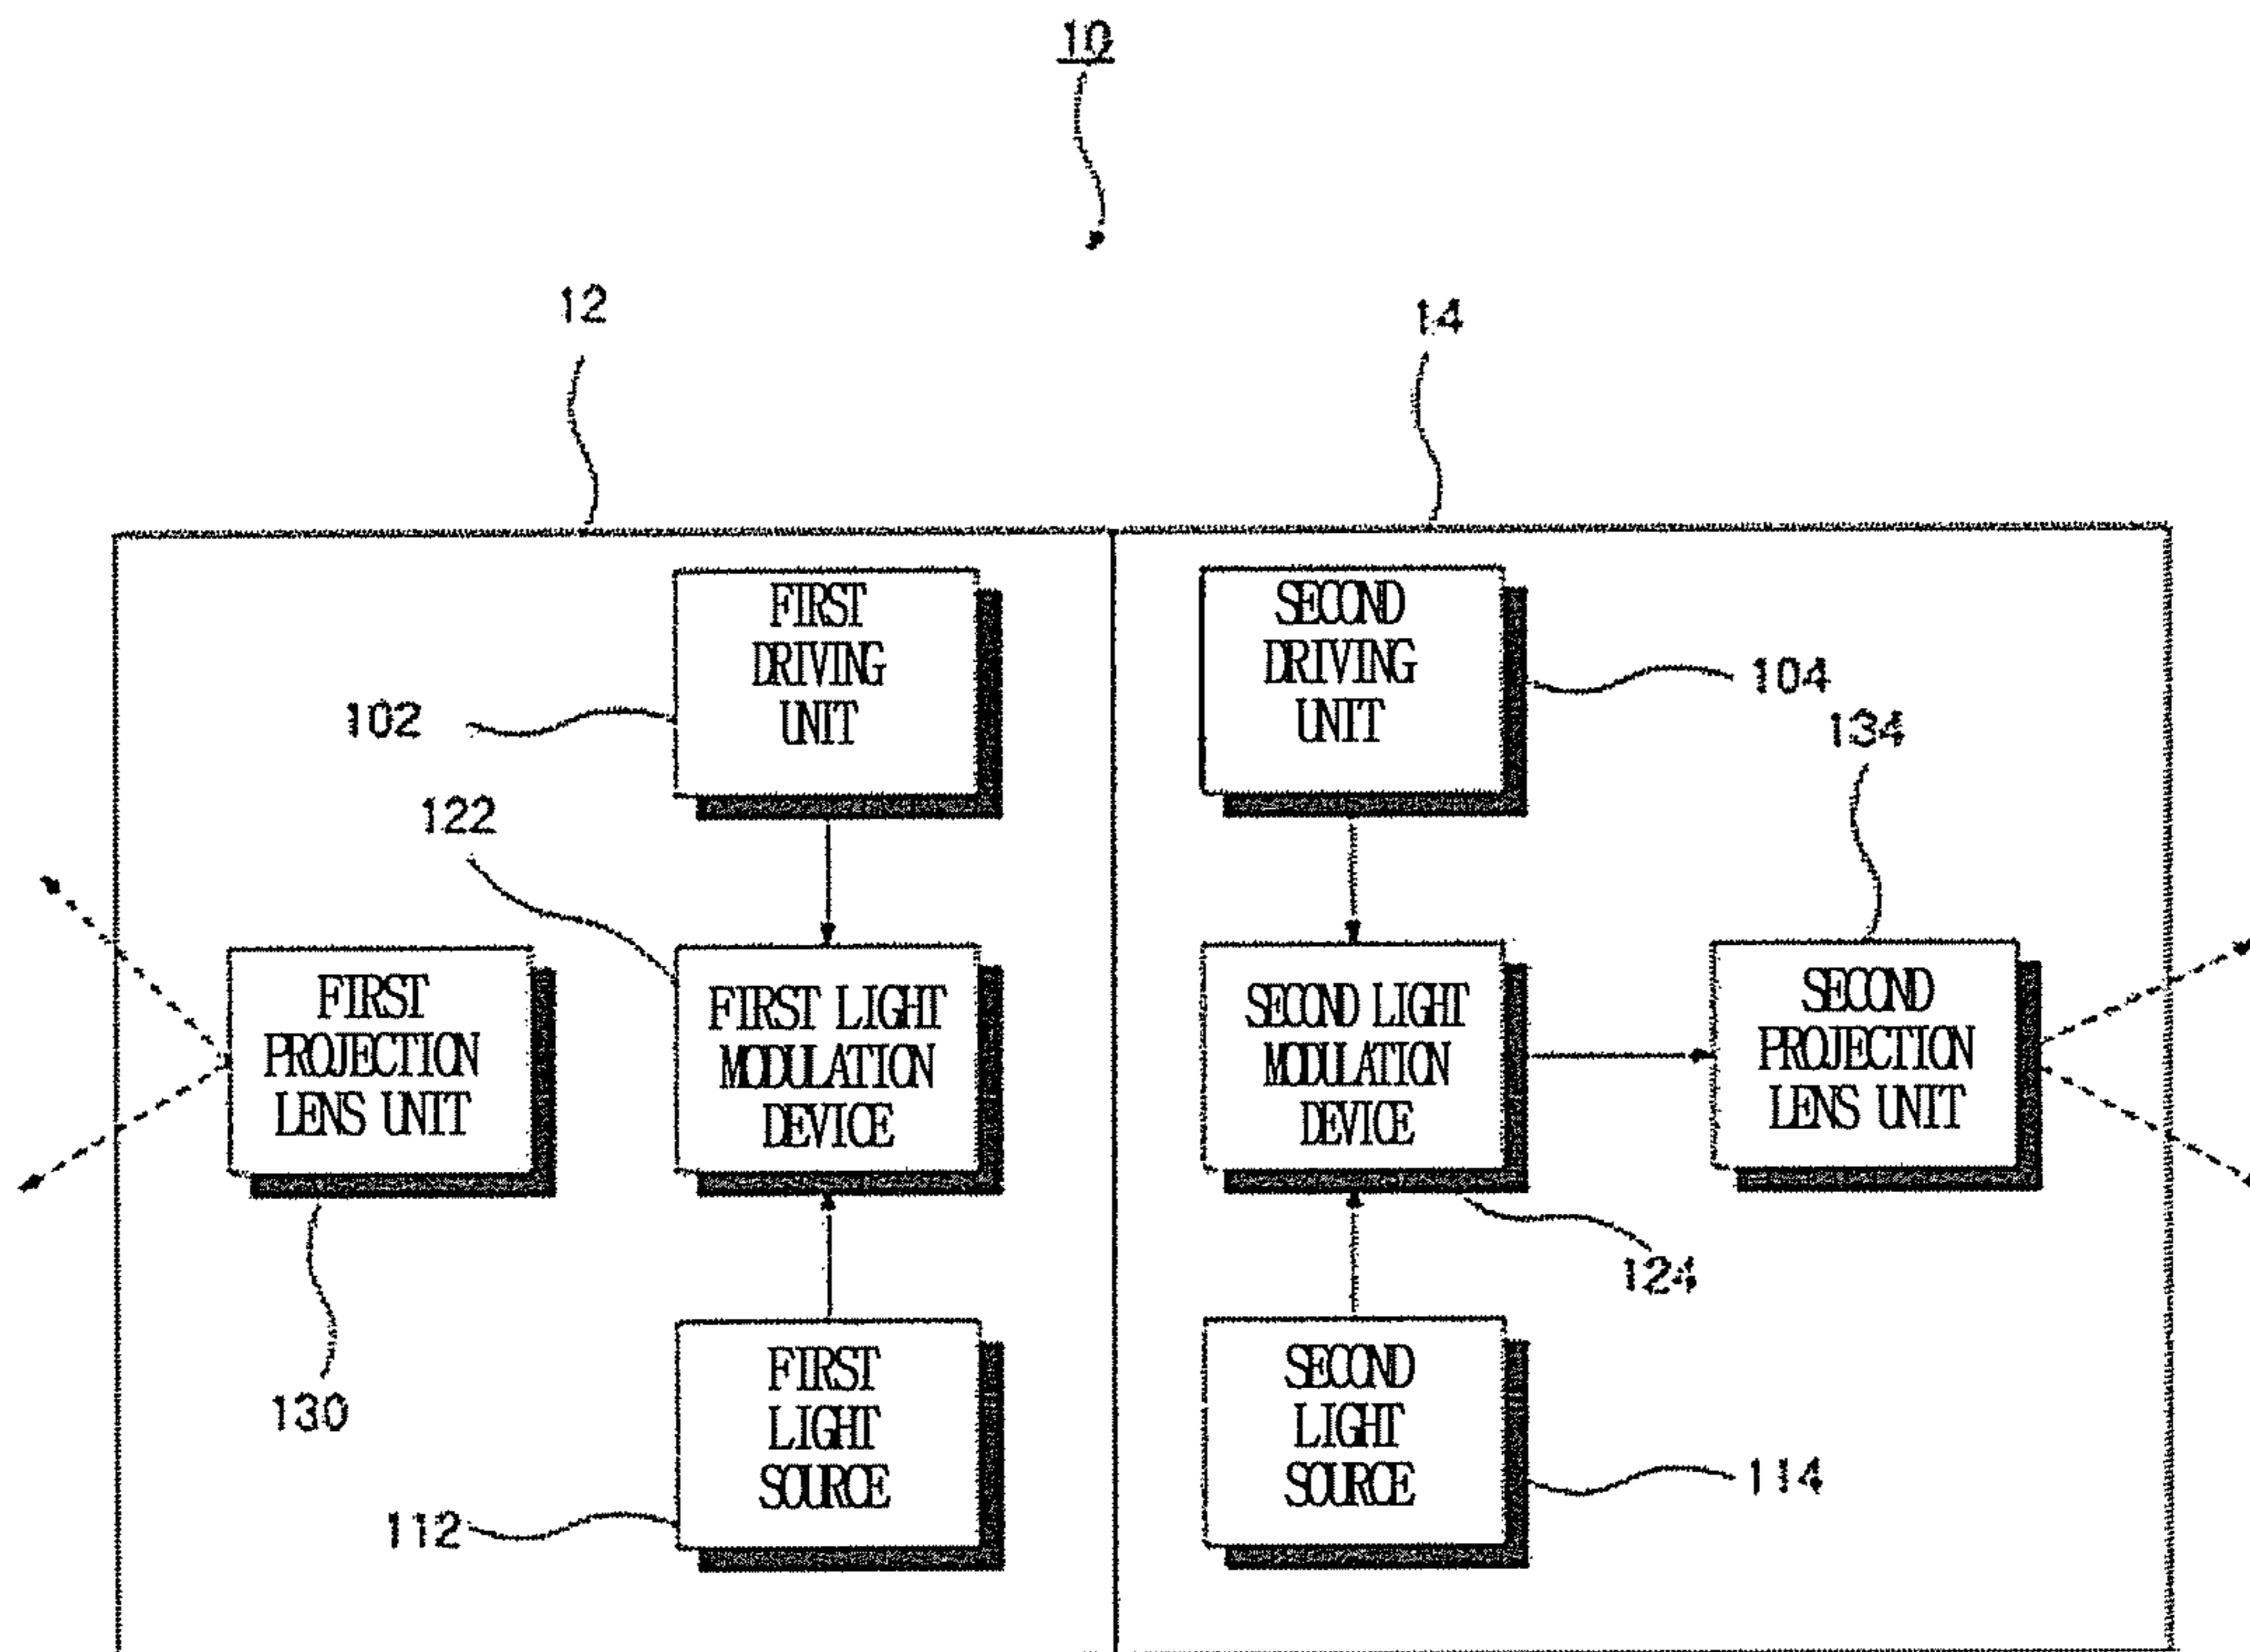 10
12
14
FIRST
DRIVING
UNIT
102
SECOND
DRIVING
UNIT
104
134
122
FIRST
PROJECTION
LENS UNIT
130
FIRST LIGHT
MODULATION
DEVICE
SECOND LIGHT
MODULATION
DEVICE
124
SECOND
PROJECTION
LENS UNIT
FIRST
LIGHT
SOURCE
112
SECOND
LIGHT
SOURCE
114